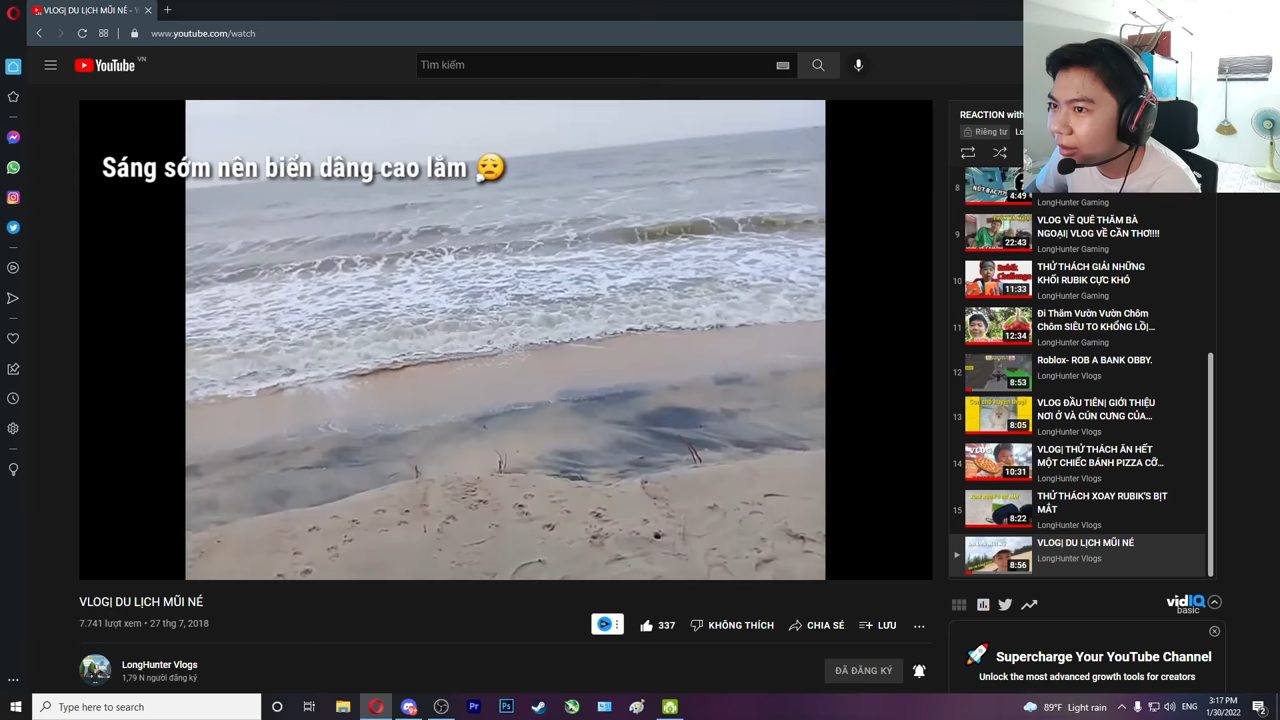 VLOG| DU LỊCH MŨI NÉ - Y
www.youtube.com/watch
YouTube VN
Tìm kiếm
Sáng sớm nên biển dâng cao lắm 😮‍💨
VLOG| DU LỊCH MŨI NÉ
7.741 lượt xem • 27 thg 7, 2018
337
KHÔNG THÍCH
CHIA SẺ
LƯU
LongHunter Vlogs
1,79 N người đăng ký
ĐÃ ĐĂNG KÝ
REACTION with
Riêng tư
8
4:49
LongHunter Gaming
9
22:43
VLOG VỀ QUÊ THĂM BÀ
NGOẠI| VLOG VỀ CẦN THƠ!!!!
LongHunter Gaming
10
Rubik
Challenge
11:33
THỬ THÁCH GIẢI NHỮNG
KHỐI RUBIK CỰC KHÓ
LongHunter Gaming
11
12:34
Đi Thăm Vườn Vườn Chôm
Chôm SIÊU TO KHỔNG LỒ|...
LongHunter Gaming
12
8:53
Roblox- ROB A BANK OBBY.
LongHunter Vlogs
13
8:05
VLOG ĐẦU TIÊN| GIỚI THIỆU
NƠI Ở VÀ CÚN CƯNG CỦA...
LongHunter Vlogs
14
VLOG
10:31
VLOG| THỬ THÁCH ĂN HẾT
MỘT CHIẾC BÁNH PIZZA CỠ...
LongHunter Vlogs
15
8:22
THỬ THÁCH XOAY RUBIK'S BỊT
MẮT
LongHunter Vlogs
8:56
VLOG| DU LỊCH MŨI NÉ
LongHunter Vlogs
vidIQ
basic
Supercharge Your YouTube Channel
Unlock the most advanced growth tools for creators
Type here to search
Pr
Ps
89°F Light rain
ENG
3:17 PM
1/30/2022
2